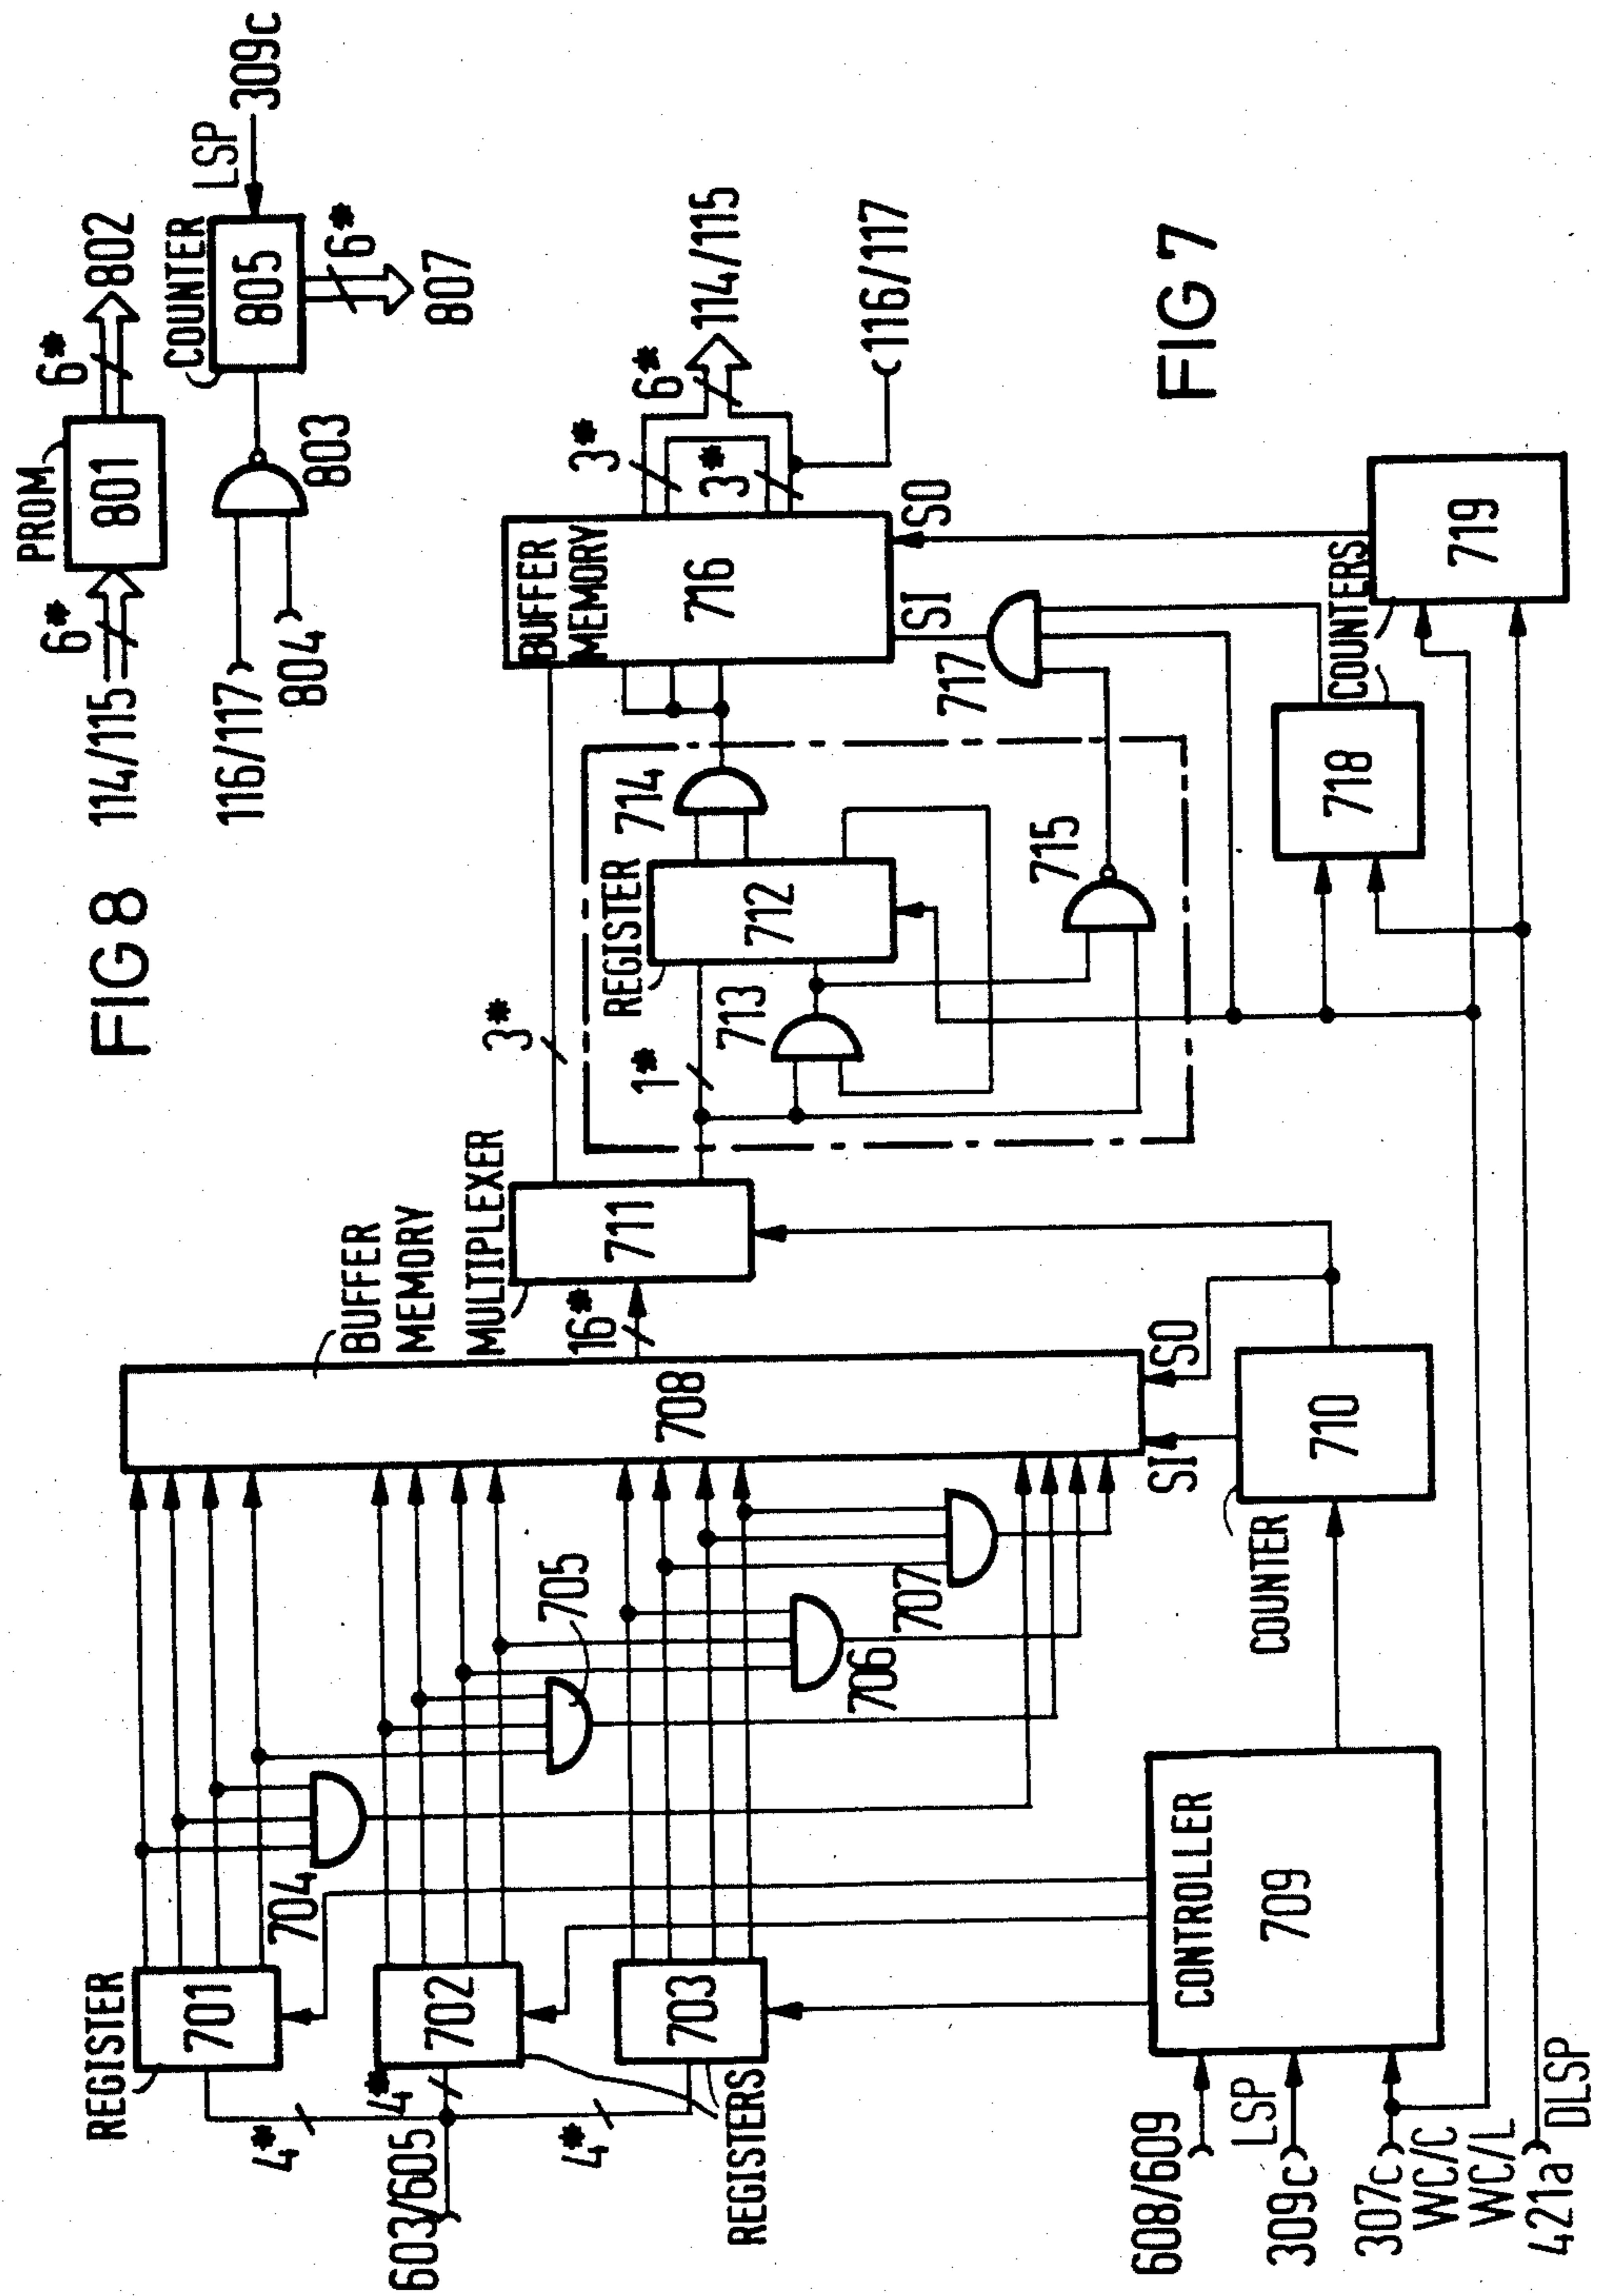 FIG 8
PROM
801
6*
114/115
6*
802
116/117
804
803
COUNTER
805
LSP
309c
6*
807
REGISTER
701
4*
702
4*
603/605
703
4*
REGISTERS
704
705
706
707
BUFFER
MEMORY
708
SI
SO
COUNTER
710
CONTROLLER
709
608/609
LSP
309c
307c
WC/C
WC/L
421a
DLSP
MULTIPLEXER
711
16*
3*
1*
REGISTER
712
713
714
715
BUFFER
MEMORY
716
SI
SO
717
3*
3*
6*
114/115
116/117
COUNTERS
718
719
FIG 7